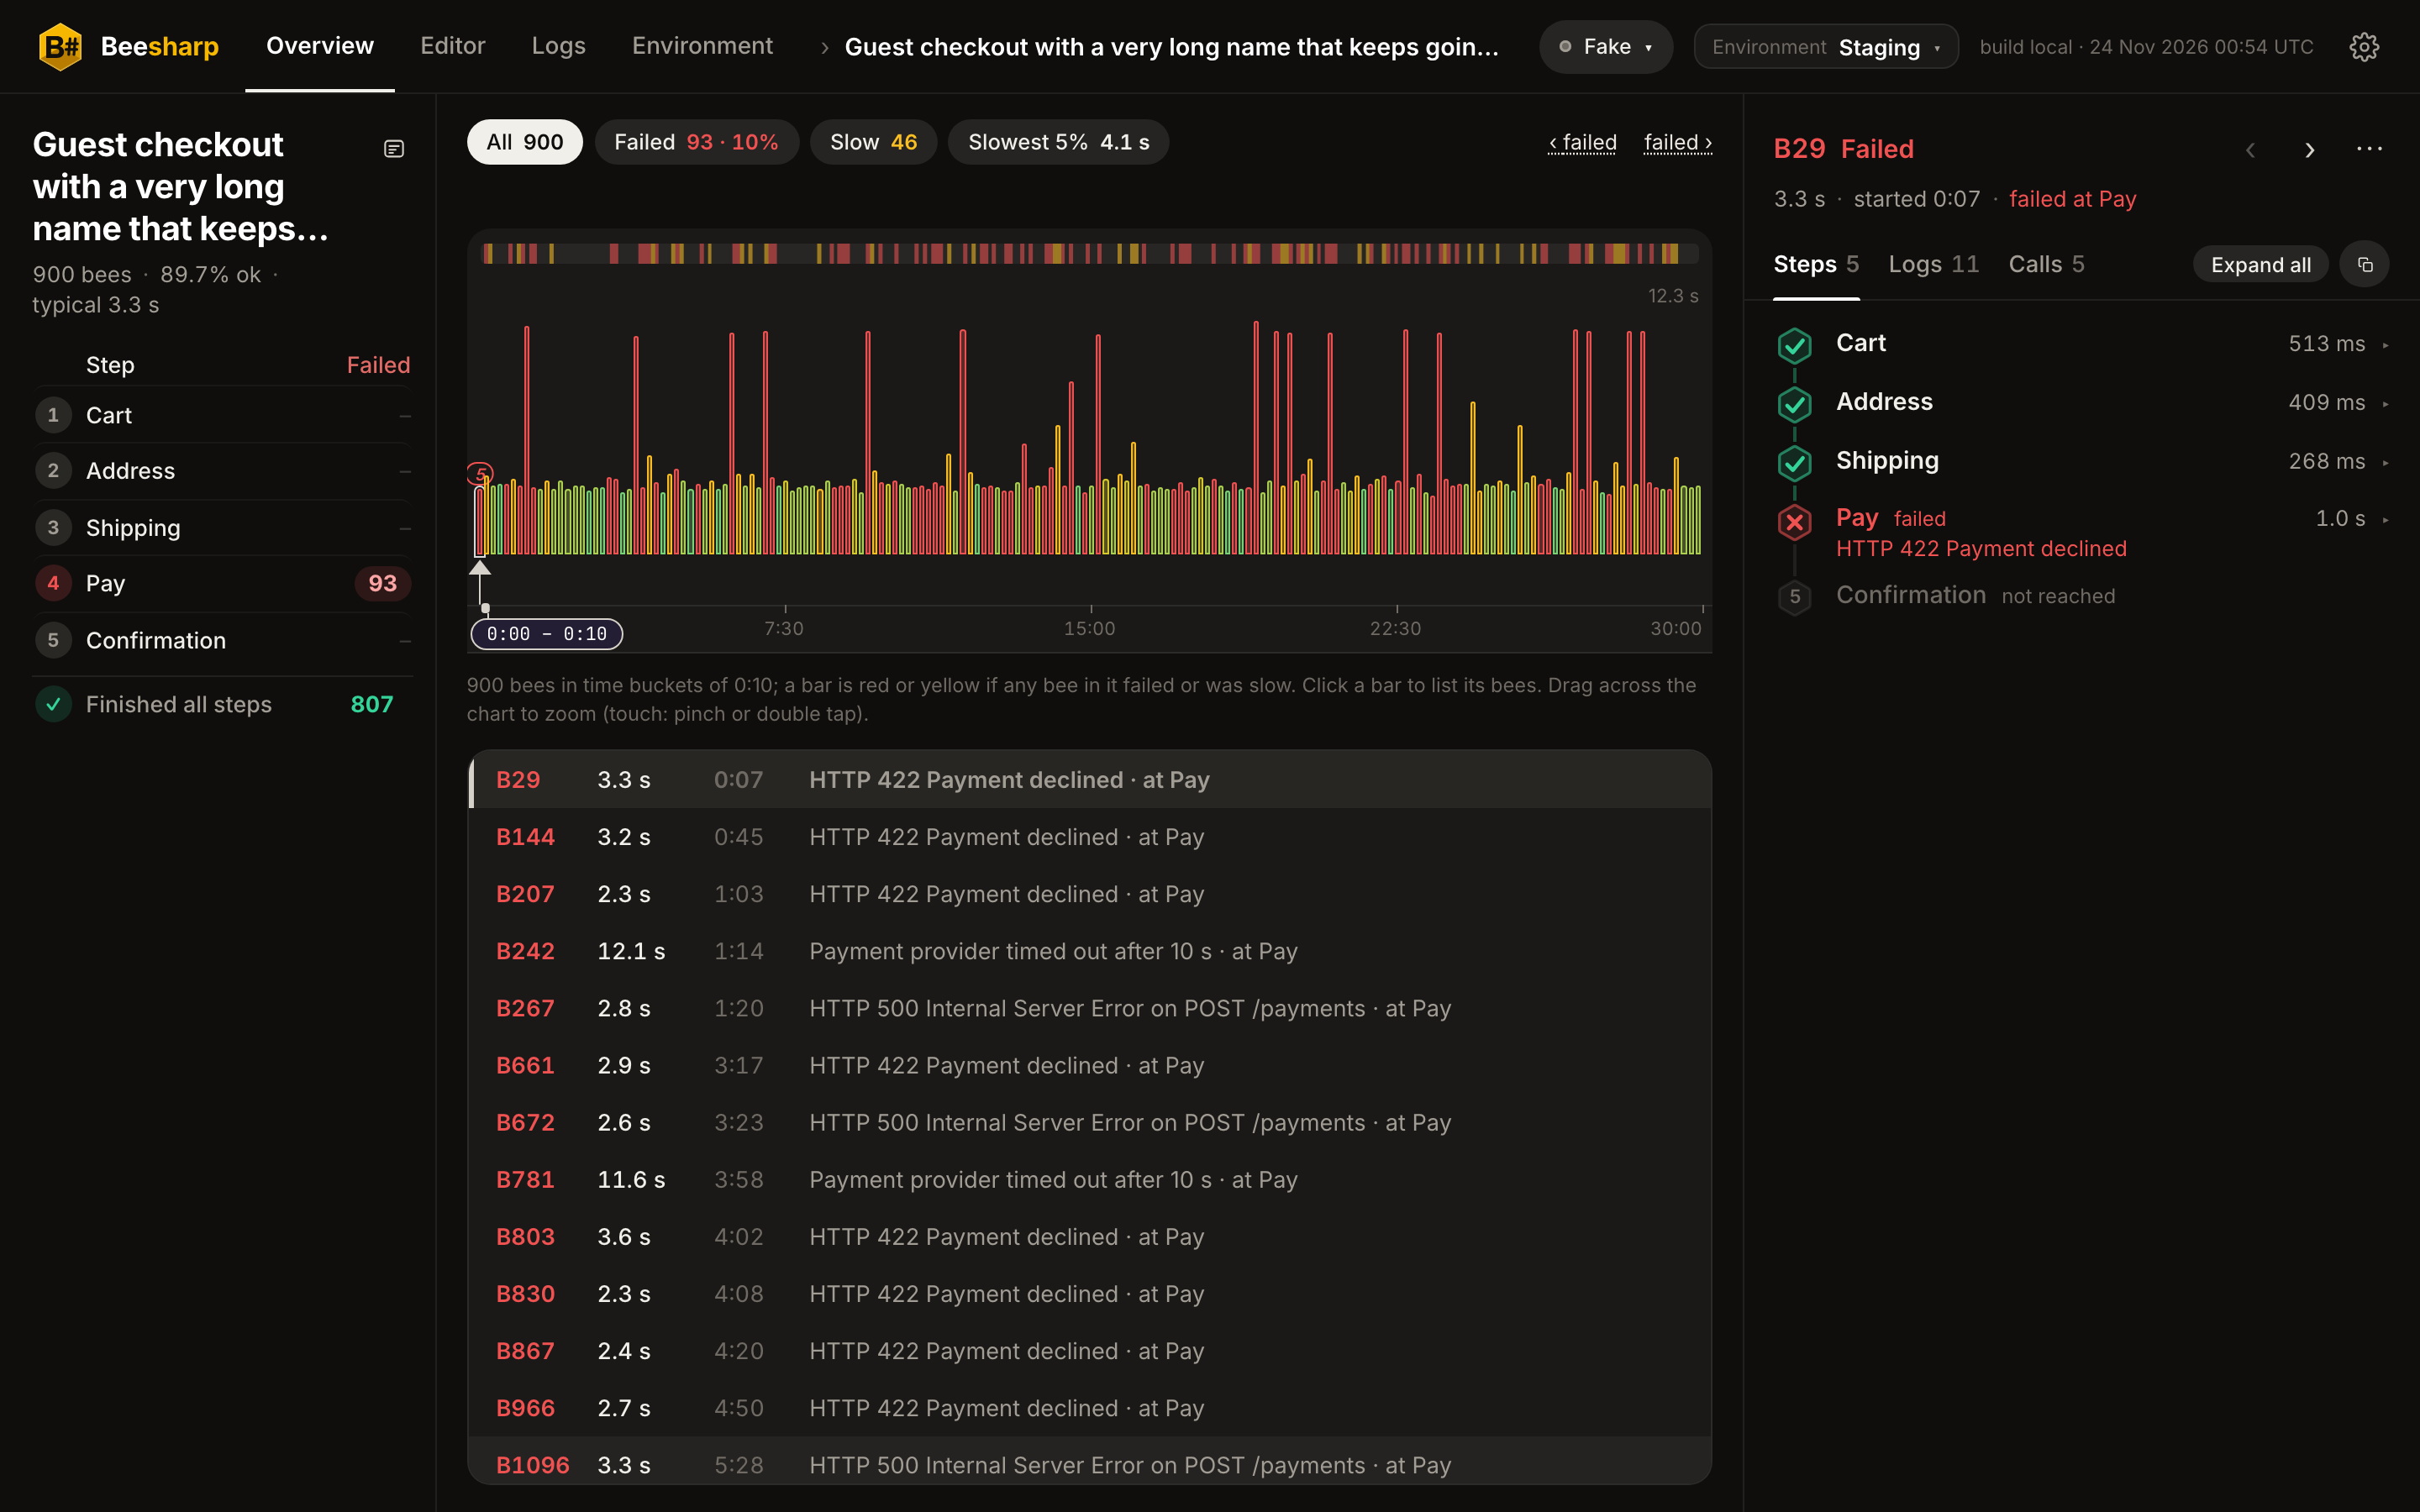 B# Beesharp Overview Editor Logs Environment › Guest checkout with a very long name that keeps goin… Fake ▾ Environment Staging ▾ build local · 24 Nov 2026 00:54 UTC
Guest checkout
with a very long
name that keeps…
900 bees · 89.7% ok ·
typical 3.3 s
Step Failed
1 Cart –
2 Address –
3 Shipping –
4 Pay 93
5 Confirmation –
Finished all steps 807
All 900 Failed 93 · 10% Slow 46 Slowest 5% 4.1 s ‹ failed failed ›
12.3 s
5
0:00 – 0:10 7:30 15:00 22:30 30:00
900 bees in time buckets of 0:10; a bar is red or yellow if any bee in it failed or was slow. Click a bar to list its bees. Drag across the
chart to zoom (touch: pinch or double tap).
B29 3.3 s 0:07 HTTP 422 Payment declined · at Pay
B144 3.2 s 0:45 HTTP 422 Payment declined · at Pay
B207 2.3 s 1:03 HTTP 422 Payment declined · at Pay
B242 12.1 s 1:14 Payment provider timed out after 10 s · at Pay
B267 2.8 s 1:20 HTTP 500 Internal Server Error on POST /payments · at Pay
B661 2.9 s 3:17 HTTP 422 Payment declined · at Pay
B672 2.6 s 3:23 HTTP 500 Internal Server Error on POST /payments · at Pay
B781 11.6 s 3:58 Payment provider timed out after 10 s · at Pay
B803 3.6 s 4:02 HTTP 422 Payment declined · at Pay
B830 2.3 s 4:08 HTTP 422 Payment declined · at Pay
B867 2.4 s 4:20 HTTP 422 Payment declined · at Pay
B966 2.7 s 4:50 HTTP 422 Payment declined · at Pay
B1096 3.3 s 5:28 HTTP 500 Internal Server Error on POST /payments · at Pay
B29 Failed ‹ › ···
3.3 s · started 0:07 · failed at Pay
Steps 5 Logs 11 Calls 5 Expand all
Cart 513 ms ▸
Address 409 ms ▸
Shipping 268 ms ▸
Pay failed 1.0 s ▸
HTTP 422 Payment declined
5 Confirmation not reached